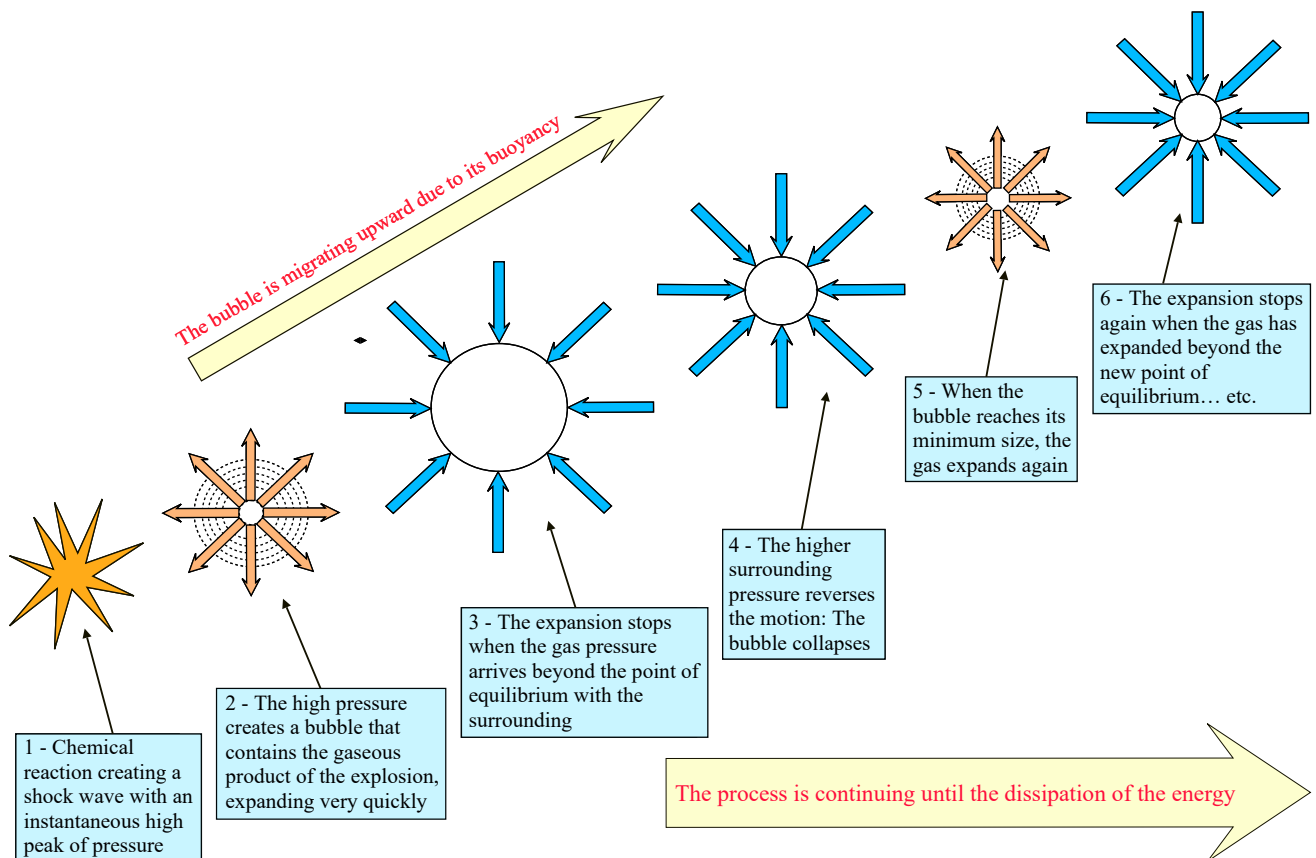 The bubble is migrating upward due to its buoyancy
1 - Chemical
reaction creating a
shock wave with an
instantaneous high
peak of pressure
2 - The high pressure
creates a bubble that
contains the gaseous
product of the explosion,
expanding very quickly
3 - The expansion stops
when the gas pressure
arrives beyond the point of
equilibrium with the
surrounding
4 - The higher
surrounding
pressure reverses
the motion: The
bubble collapses
5 - When the
bubble reaches its
minimum size, the
gas expands again
6 - The expansion stops
again when the gas has
expanded beyond the
new point of
equilibrium… etc.
The process is continuing until the dissipation of the energy